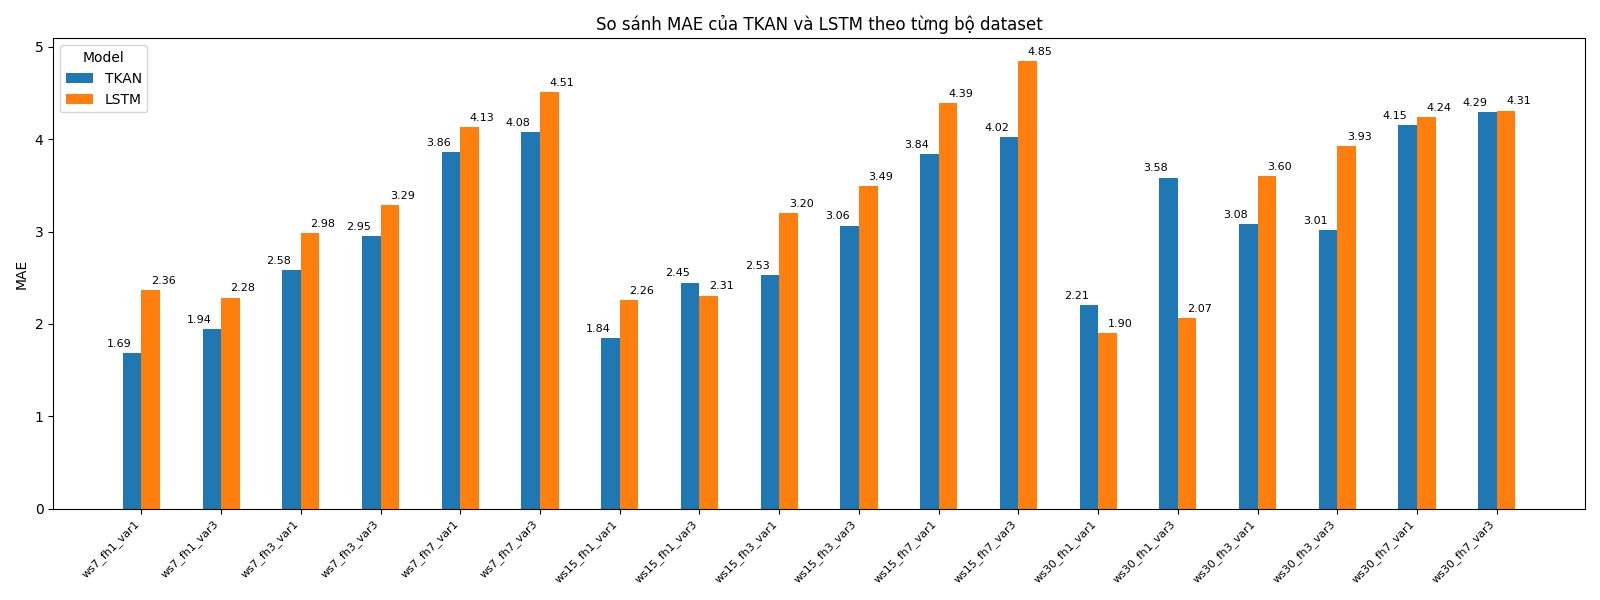 So sánh MAE của TKAN và LSTM theo từng bộ dataset
Model
TKAN
LSTM
MAE
5
4
3
2
1
0
1.69
2.36
1.94
2.28
2.58
2.98
2.95
3.29
3.86
4.13
4.08
4.51
1.84
2.26
2.45
2.31
2.53
3.20
3.06
3.49
3.84
4.39
4.02
4.85
2.21
1.90
3.58
2.07
3.08
3.60
3.01
3.93
4.15
4.24
4.29
4.31
ws7_fh1_var1
ws7_fh1_var3
ws7_fh3_var1
ws7_fh3_var3
ws7_fh7_var1
ws7_fh7_var3
ws15_fh1_var1
ws15_fh1_var3
ws15_fh3_var1
ws15_fh3_var3
ws15_fh7_var1
ws15_fh7_var3
ws30_fh1_var1
ws30_fh1_var3
ws30_fh3_var1
ws30_fh3_var3
ws30_fh7_var1
ws30_fh7_var3